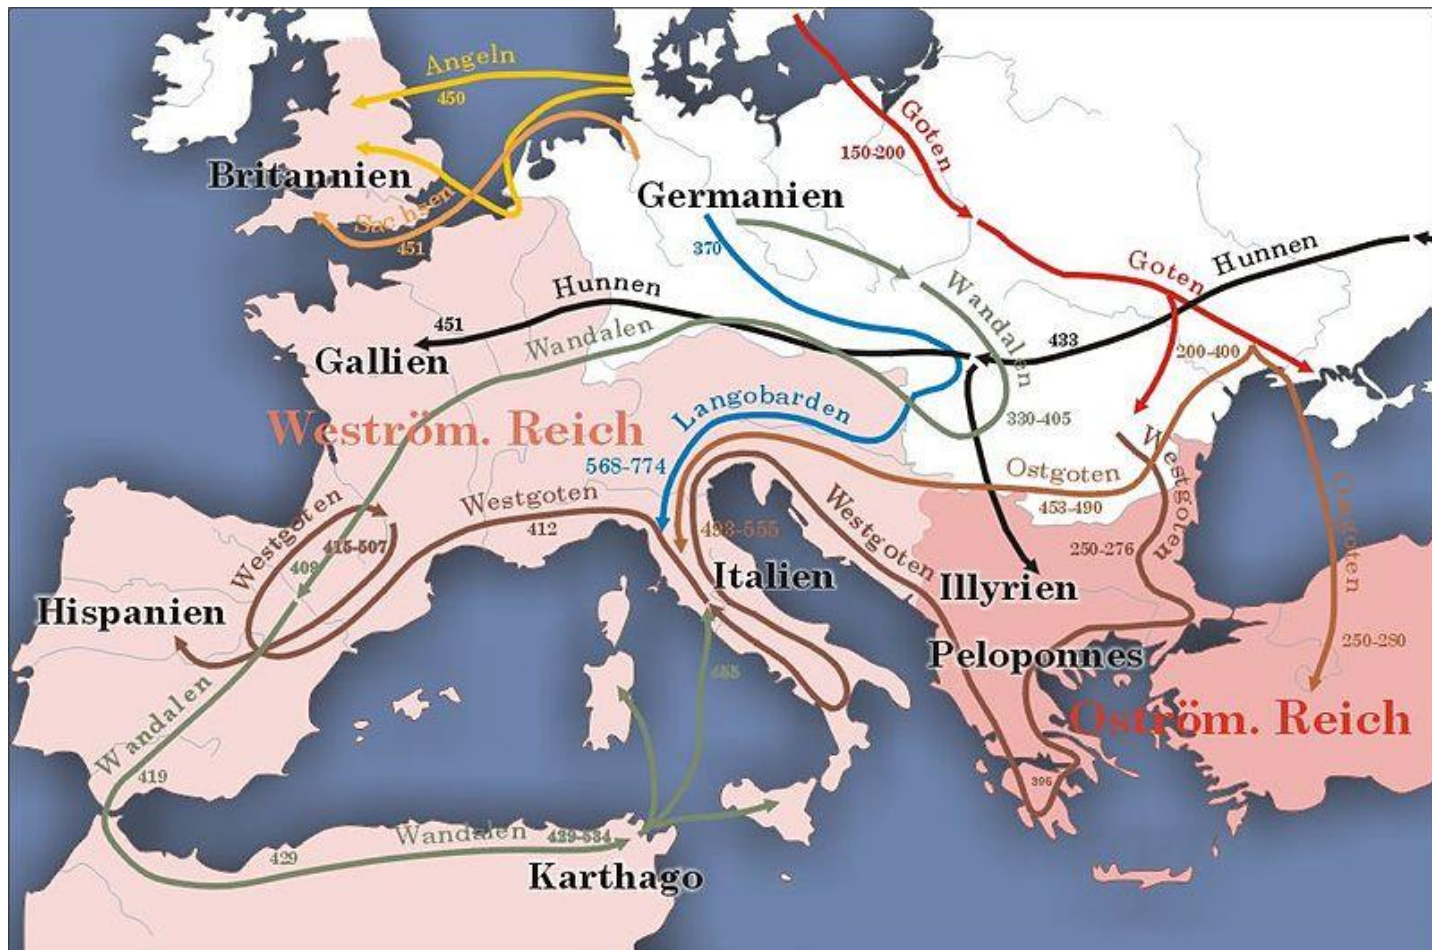 Angeln
450
Goten
150-200
Britannien
Germanien
Sachsen
451
370
Goten
Hunnen
Hunnen
451
Wandalen
433
Wandalen
Gallien
200-400
Langobarden
330-405
Weström. Reich
568-774
Ostgoten
453-490
Westgoten
Ostgoten
Westgoten
412
Westgoten
415-507
409
493-555
Westgoten
250-276
Italien
Illyrien
Hispanien
Peloponnes
250-280
455
Oström. Reich
Wandalen
419
396
Wandalen
429-534
429
Karthago